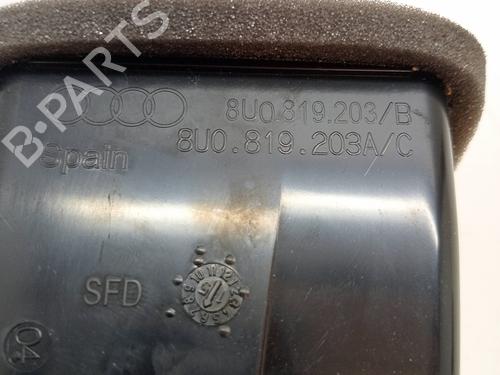 8U0.819.203/B
8U0.819.203A/C
Spain
B-PARTS
SFD
04